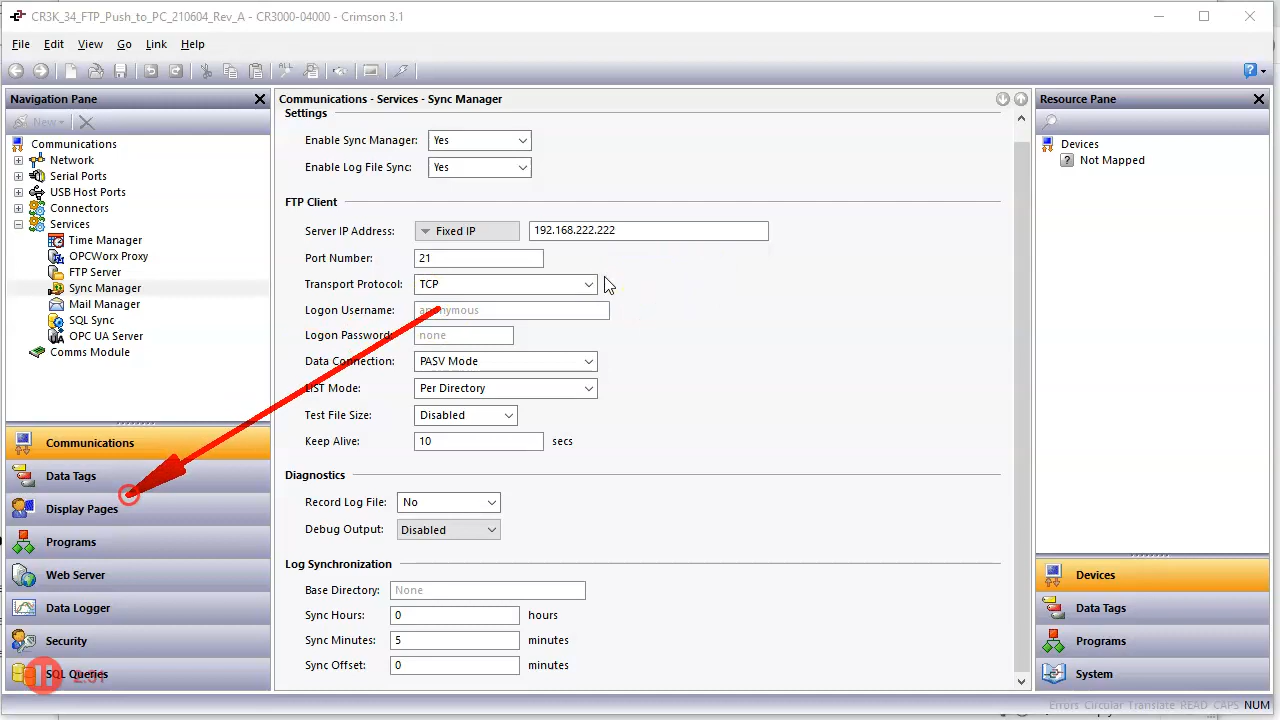 CR3K_34_FTP_Push_to_PC_210604_Rev_A - CR3000-04000 - Crimson 3.1
File Edit View Go Link Help
Navigation Pane
New
Communications
Network
Serial Ports
USB Host Ports
Connectors
Services
Time Manager
OPCWorx Proxy
FTP Server
Sync Manager
Mail Manager
SQL Sync
OPC UA Server
Comms Module
Communications
Data Tags
Display Pages
Programs
Web Server
Data Logger
Security
SQL Queries
Communications - Services - Sync Manager
Settings
Enable Sync Manager: Yes
Enable Log File Sync: Yes
FTP Client
Server IP Address: Fixed IP 192.168.222.222
Port Number: 21
Transport Protocol: TCP
Logon Username: anonymous
Logon Password: none
Data Connection: PASV Mode
LIST Mode: Per Directory
Test File Size: Disabled
Keep Alive: 10 secs
Diagnostics
Record Log File: No
Debug Output: Disabled
Log Synchronization
Base Directory: None
Sync Hours: 0 hours
Sync Minutes: 5 minutes
Sync Offset: 0 minutes
Resource Pane
Devices
Not Mapped
Devices
Data Tags
Programs
System
Errors Circular Translate READ CAPS NUM